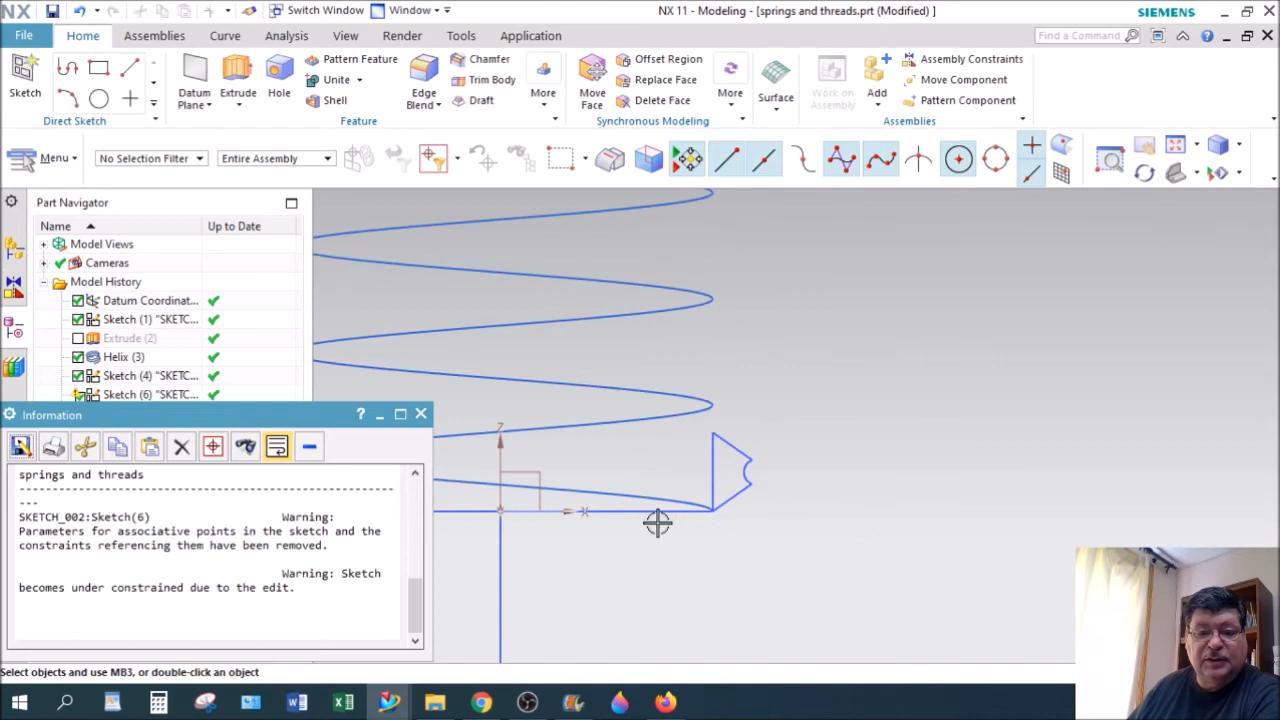 NX
Switch Window
Window
NX 11 - Modeling - [springs and threads.prt (Modified) ]
SIEMENS
File
Home
Assemblies
Curve
Analysis
View
Render
Tools
Application
Find a Command
Sketch
Direct Sketch
Datum Plane
Extrude
Hole
Pattern Feature
Unite
Shell
Edge Blend
Chamfer
Trim Body
Draft
More
Feature
Move Face
Offset Region
Replace Face
Delete Face
More
Synchronous Modeling
Surface
Work on Assembly
Add
Assembly Constraints
Move Component
Pattern Component
Assemblies
Menu
No Selection Filter
Entire Assembly
Part Navigator
Name
Up to Date
Model Views
Cameras
Model History
Datum Coordinat...
Sketch (1) "SKETC...
Extrude (2)
Helix (3)
Sketch (4) "SKETC...
Sketch (6) "SKETC...
Information
springs and threads
-----------------------------------------------------
---
SKETCH_002:Sketch(6) Warning:
Parameters for associative points in the sketch and the
constraints referencing them have been removed.
Warning: Sketch
becomes under constrained due to the edit.
Z
X
Select objects and use MB3, or double-click an object